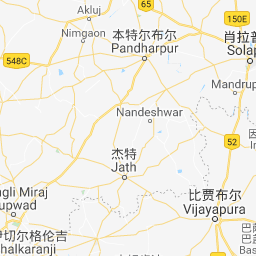 Akluj
65
150E
Nimgaon
本特尔布尔
Pandharpur
肖拉普
Solap
548C
Mandrup
Nandeshwar
52
杰特
Jath
ngli Miraj
upwad
比贾布尔
Vijayapura
伊切尔格伦吉
halkaranji